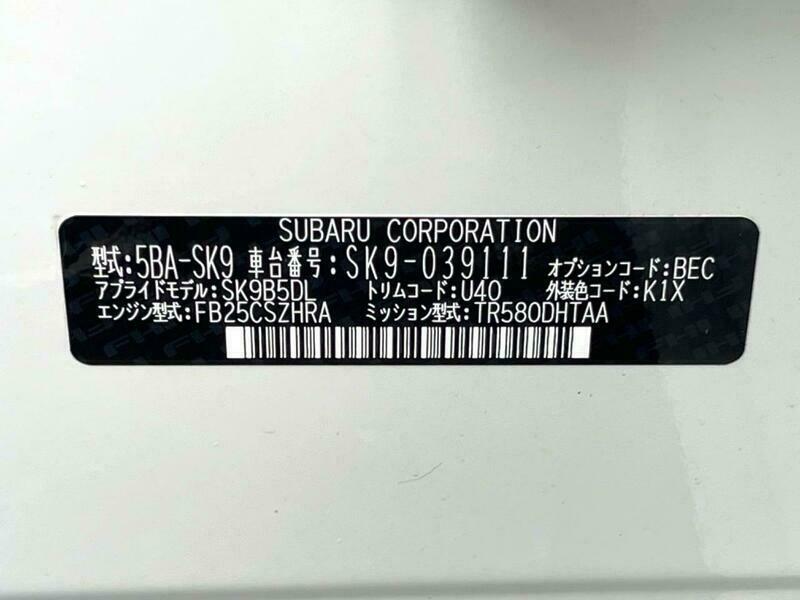 SUBARU CORPORATION
型式:5BA-SK9 車台番号:SK9-039111 オプションコード:BEC
アプライドモデル:SK9B5DL トリムコード:U40 外装色コード:K1X
エンジン型式:FB25CSZHRA ミッション型式:TR580DHTAA